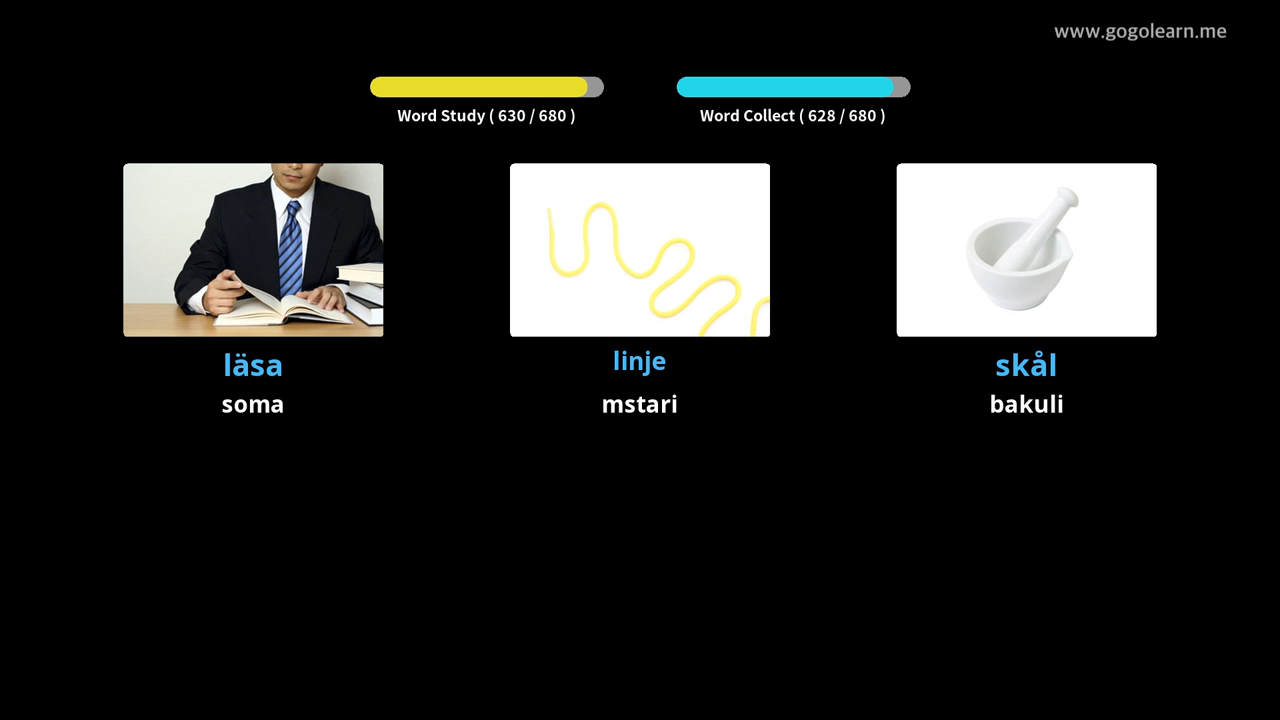 www.gogolearn.me
Word Study ( 630 / 680 )
Word Collect ( 628 / 680 )
läsa
linje
skål
soma
mstari
bakuli